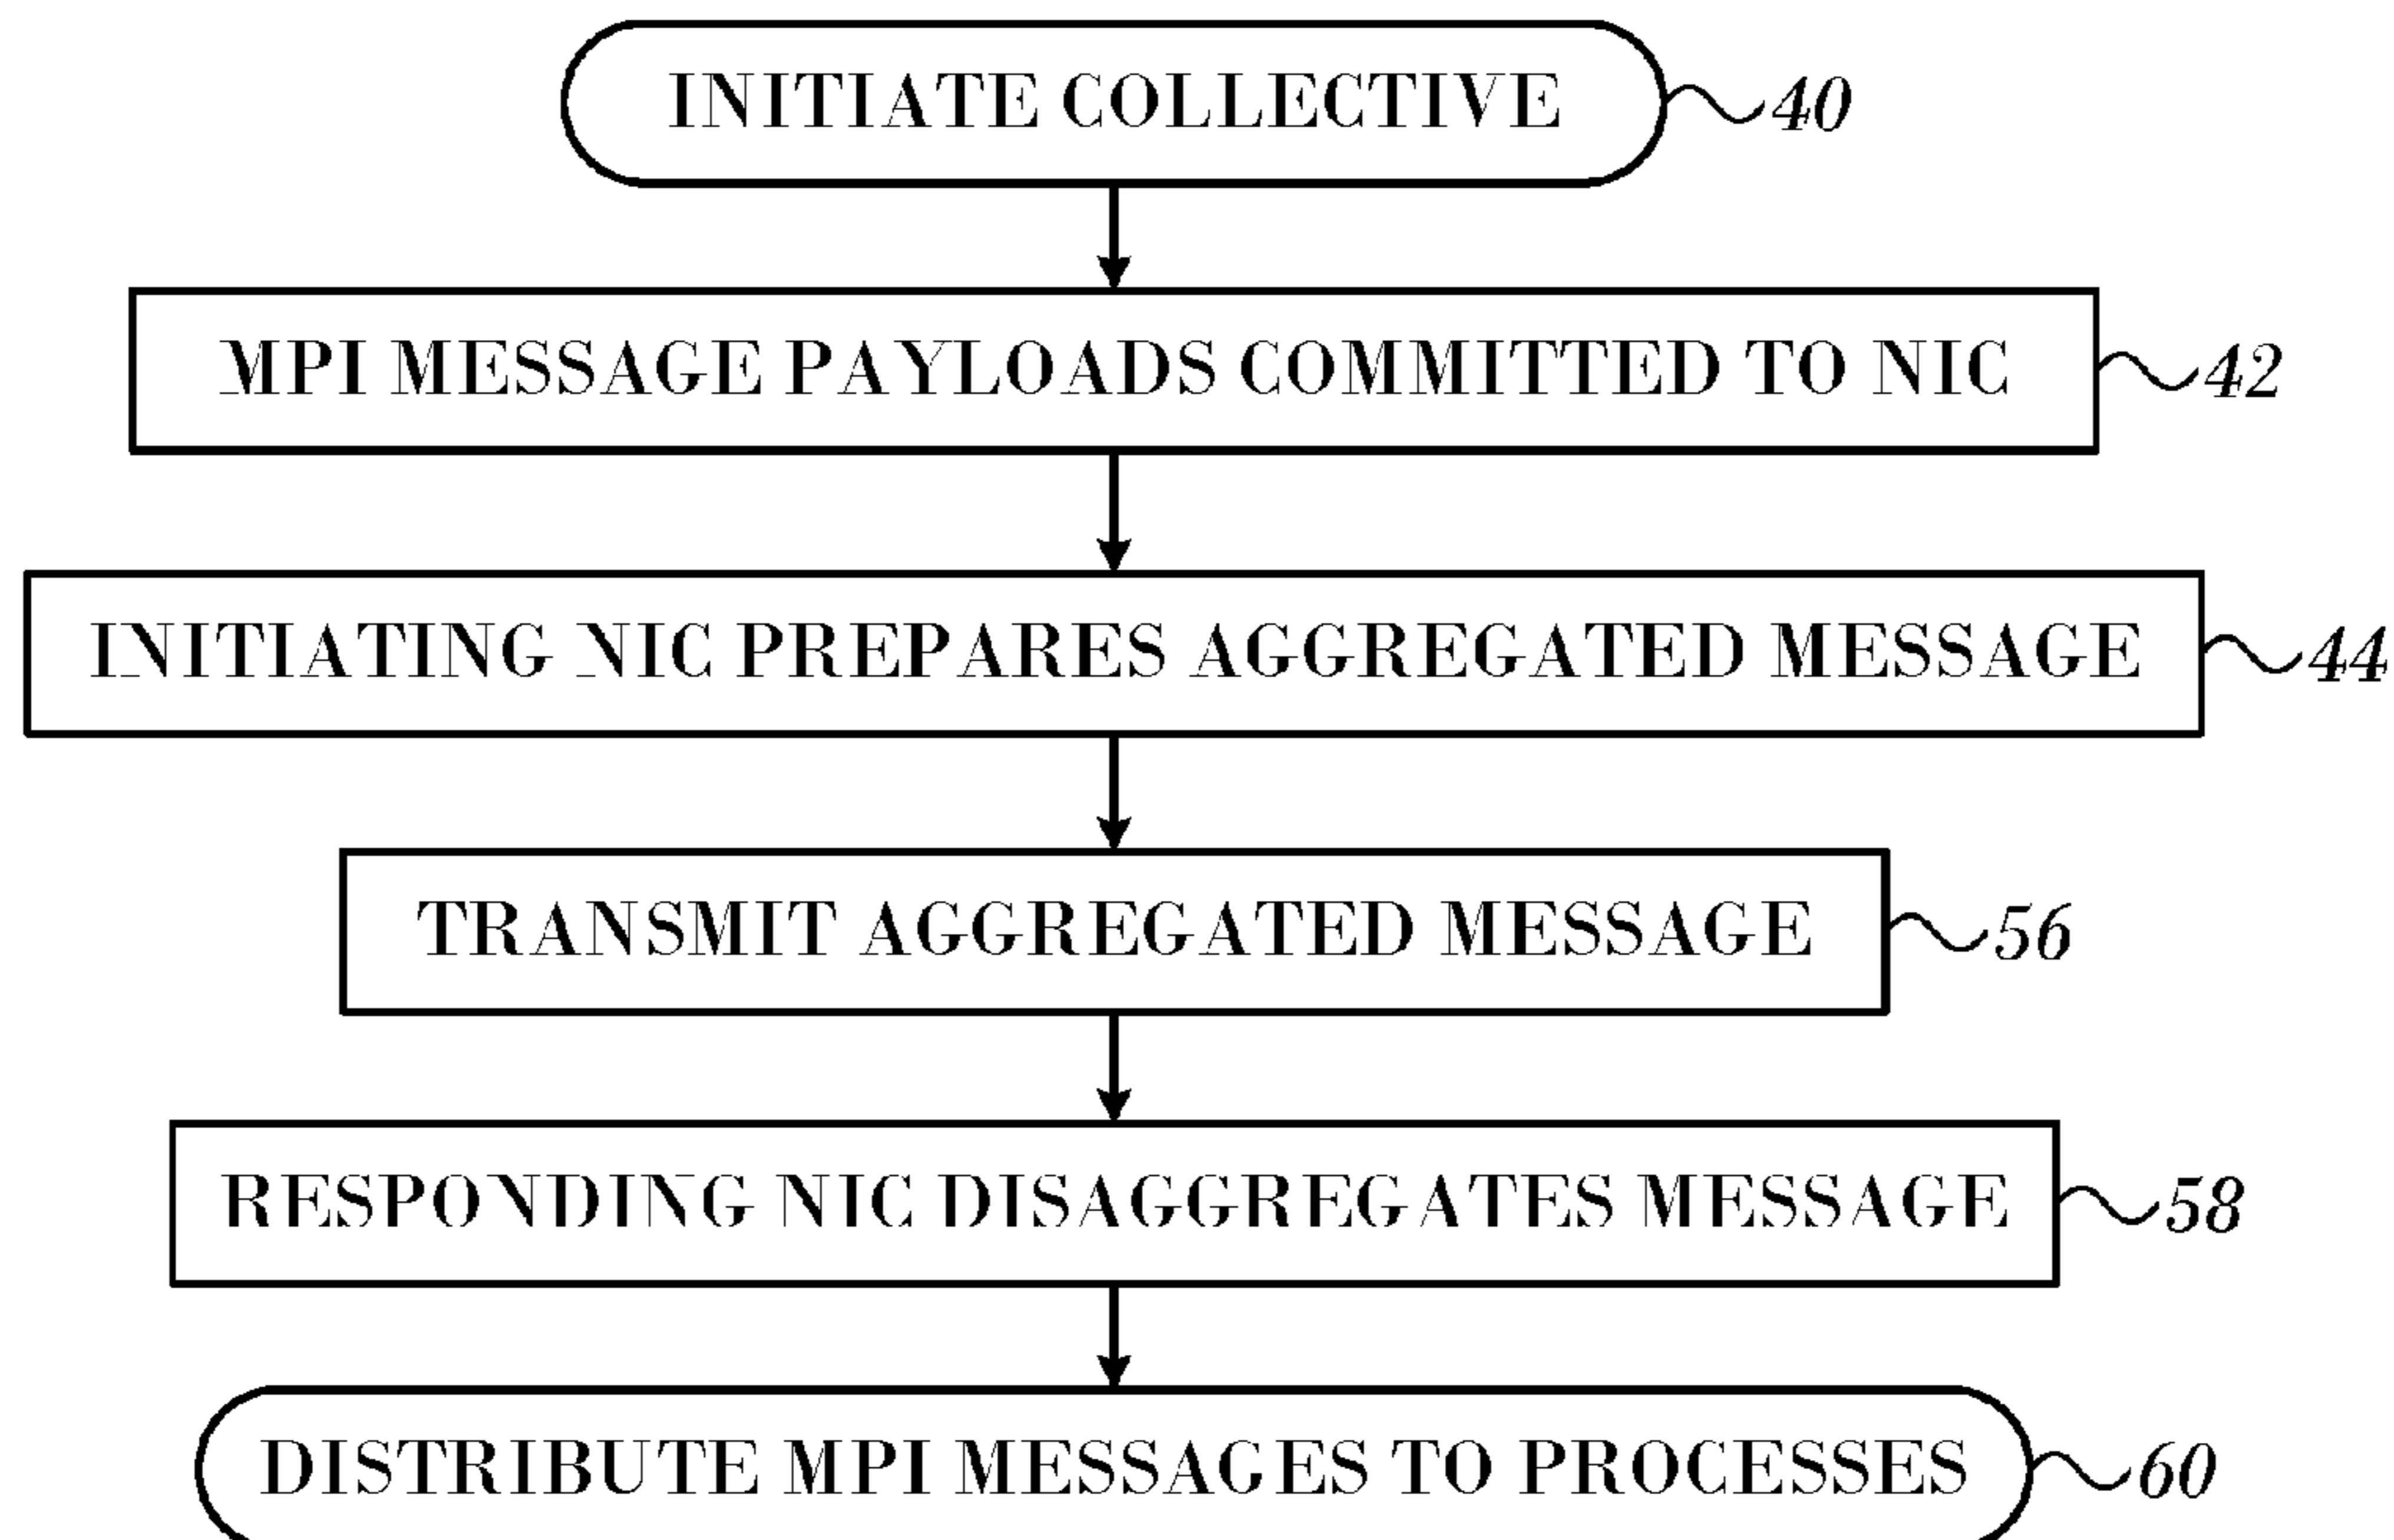 INITIATE COLLECTIVE 40
MPI MESSAGE PAYLOADS COMMITTED TO NIC 42
INITIATING NIC PREPARES AGGREGATED MESSAGE 44
TRANSMIT AGGREGATED MESSAGE 56
RESPONDING NIC DISAGGREGATES MESSAGE 58
DISTRIBUTE MPI MESSAGES TO PROCESSES 60